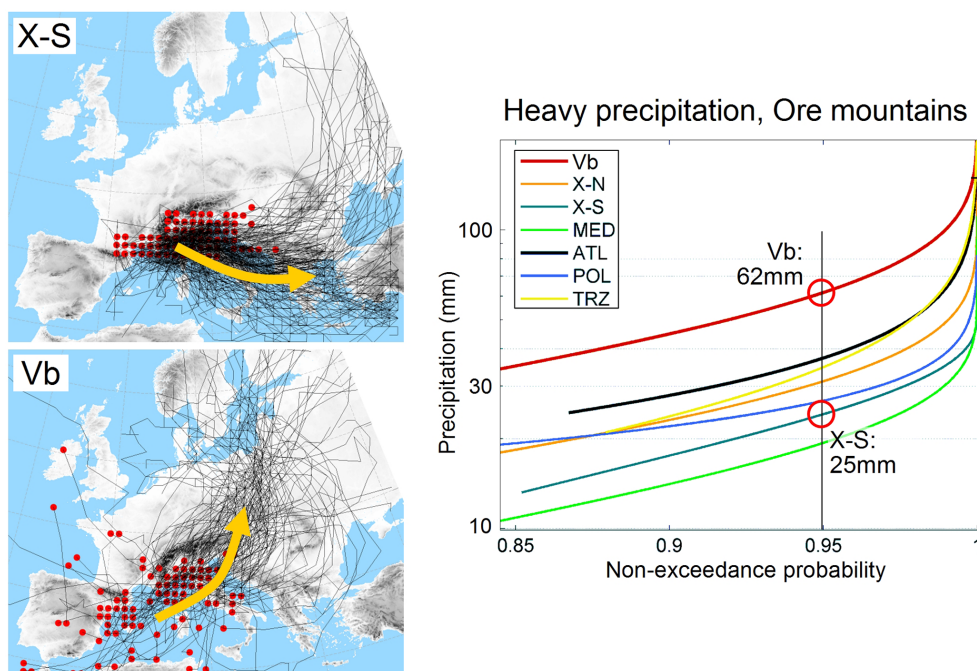 X-S
Vb
Heavy precipitation, Ore mountains
Vb
X-N
X-S
MED
ATL
POL
TRZ
Vb:
62mm
X-S:
25mm
100
30
10
Precipitation (mm)
0.85
0.9
0.95
1
Non-exceedance probability